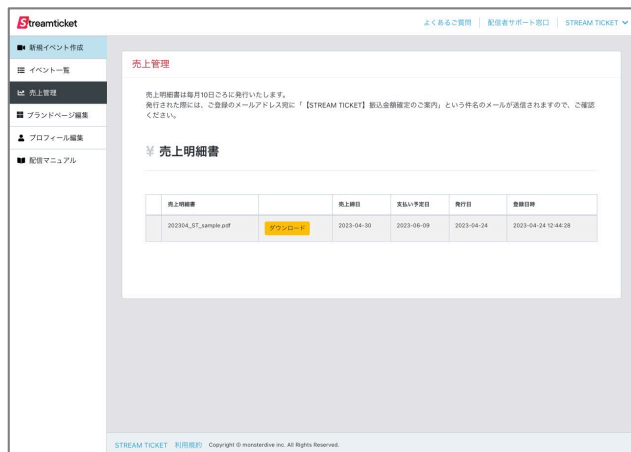 Streamticket
よくあるご質問 配信者サポート窓口 STREAM TICKET
新規イベント作成
イベント一覧
売上管理
ブランドページ編集
プロフィール編集
配信マニュアル
売上管理
売上明細書は毎月10日ごろに発行いたします。
発行された際には、ご登録のメールアドレス宛に「【STREAM TICKET】振込金額確定のご案内」という件名のメールが送信されますので、ご確認
ください。
¥ 売上明細書
売上明細書 売上締日 支払い予定日 発行日 登録日時
202304_ST_sample.pdf ダウンロード 2023-04-30 2023-06-09 2023-04-24 2023-04-24 12:44:28
STREAM TICKET 利用規約 Copyright © monsterdive inc. All Rights Reserved.